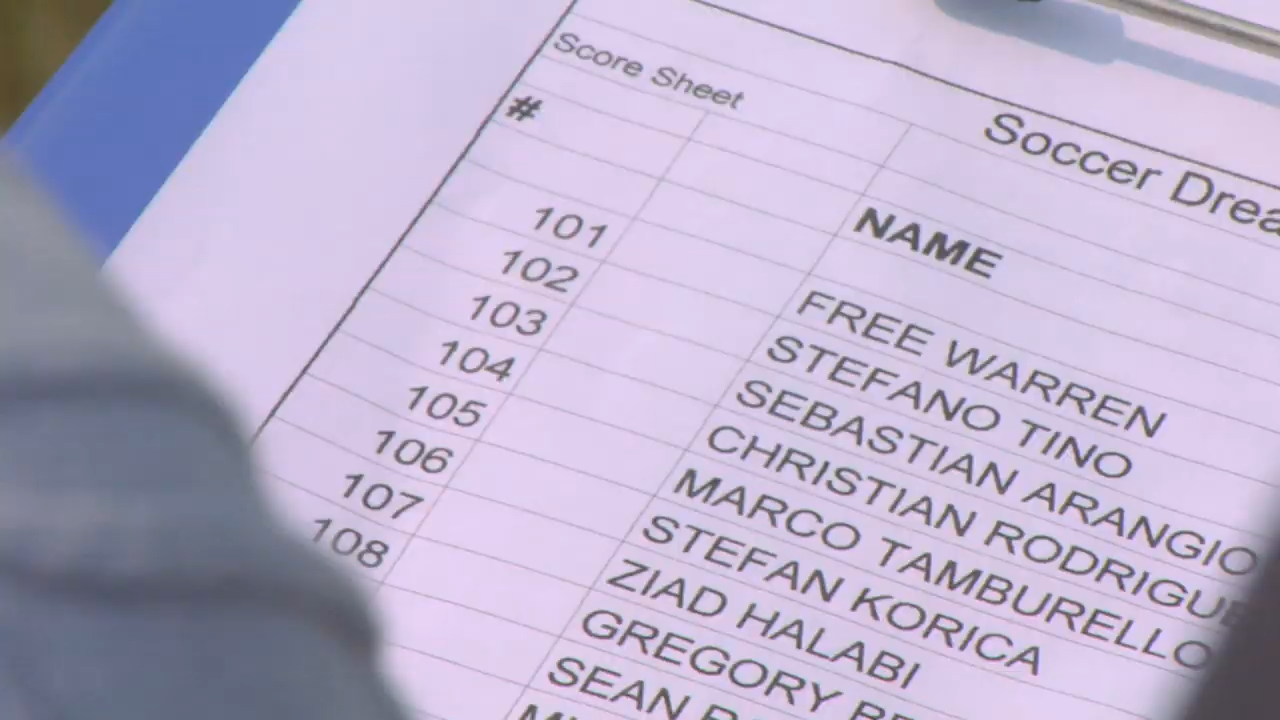 Score Sheet Soccer Drea
# NAME
101 FREE WARREN
102 STEFANO TINO
103 SEBASTIAN ARANGIO
104 CHRISTIAN RODRIGUE
105 MARCO TAMBURELLO
106 STEFAN KORICA
107 ZIAD HALABI
108 GREGORY
SEAN